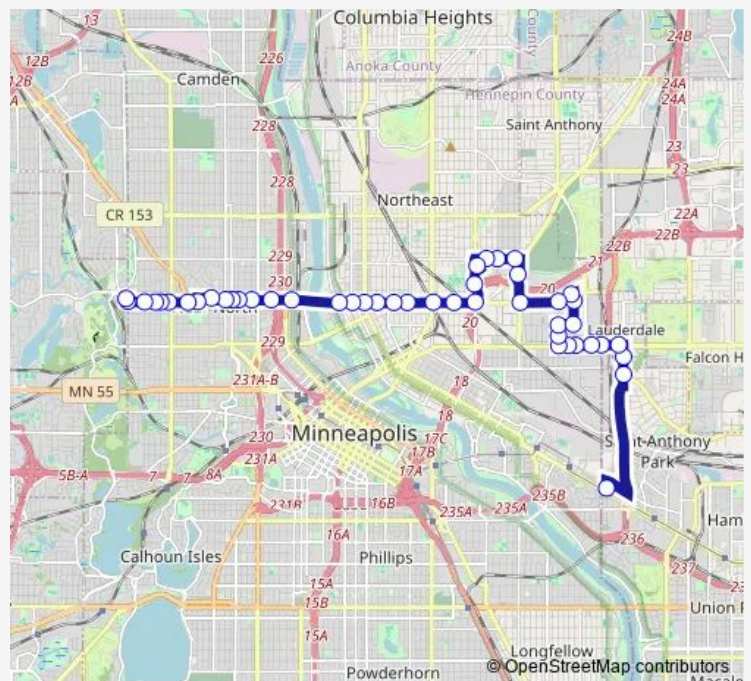 Columbia Heights
13
226
24B
12B
12B
A
Camden
Anoka County
County
Hennepin County
24A
24A
Saint Anthony
228
23
23
228
Northeast
CR 153
22A
22B
22B
229
21
230
20
North
20
Lauderdale
229
Falcon H
231A-B
18
MN 55
18
Minneapolis
17C
230
17B
Park
231A
17A
5B-A
7
7
8A
235B
231B
16B
235A
235A
16A
Ham
236
Calhoun Isles
Phillips
237
15A
15B
Union P
15A
Longfellow
© OpenStreetMap contributors
Powderhorn